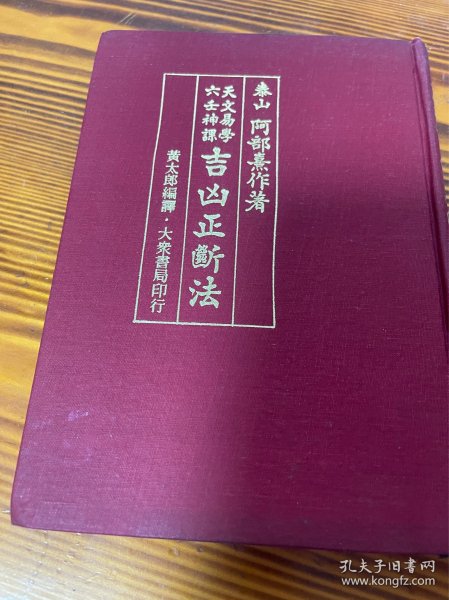 泰山 阿部熹作著
天文易學
六壬神課
吉凶正斷法
黃太郎編譯·大衆書局印行
孔夫子旧书网
www.kongfz.com